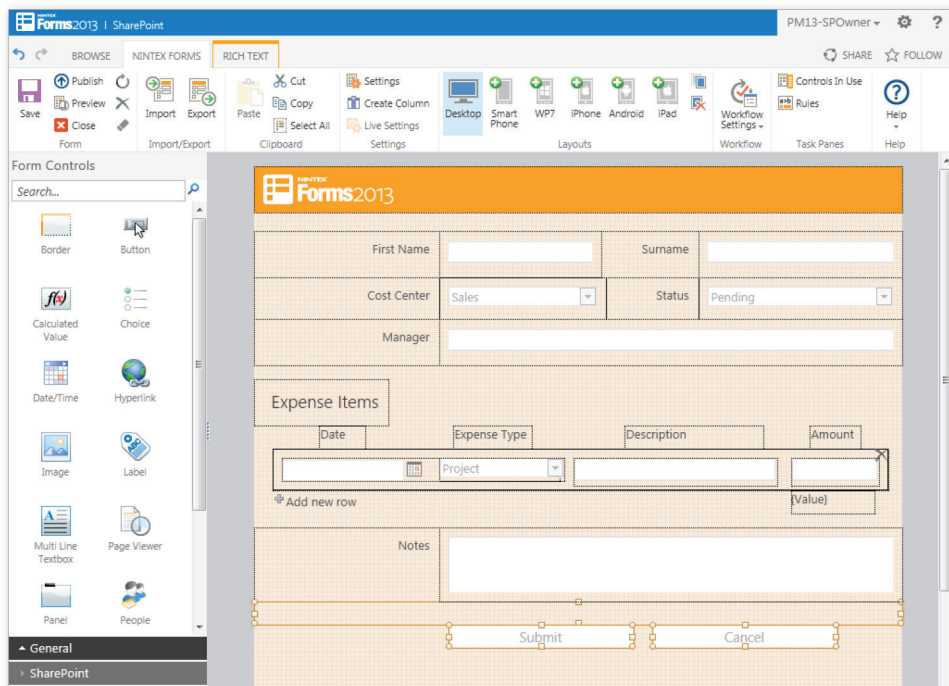 NINTEX
Forms2013 | SharePoint
PM13-SPOwner
?
BROWSE
NINTEX FORMS
RICH TEXT
SHARE
FOLLOW
Save
Publish
Preview
Close
Form
Import
Export
Import/Export
Paste
Cut
Copy
Select All
Clipboard
Settings
Create Column
Live Settings
Settings
Desktop
Smart
Phone
WP7
iPhone
Android
iPad
Layouts
Workflow
Settings
Workflow
Controls In Use
Rules
Task Panes
?
Help
Help
Form Controls
Search...
Border
Button
f(x)
Calculated
Value
Choice
Date/Time
Hyperlink
Image
ABC
Label
A
Multi Line
Textbox
Page Viewer
Panel
People
General
SharePoint
NINTEX
Forms2013
First Name
Surname
Cost Center
Sales
Status
Pending
Manager
Expense Items
Date
Expense Type
Description
Amount
Project
Add new row
{Value}
Notes
Submit
Cancel